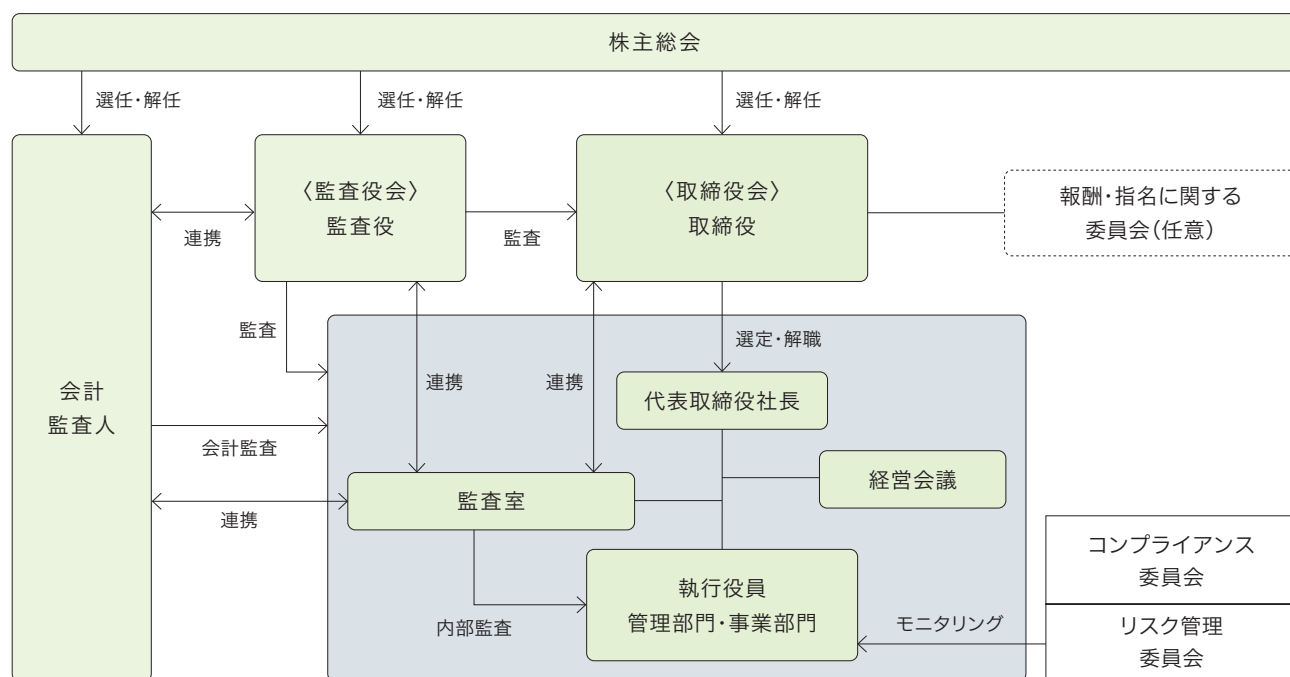 株主総会
選任・解任
選任・解任
選任・解任
〈監査役会〉
監査役
〈取締役会〉
取締役
報酬・指名に関する
委員会(任意)
連携
監査
監査
選定・解職
会計
監査人
連携
連携
代表取締役社長
会計監査
経営会議
監査室
連携
コンプライアンス
委員会
執行役員
管理部門・事業部門
内部監査
モニタリング
リスク管理
委員会